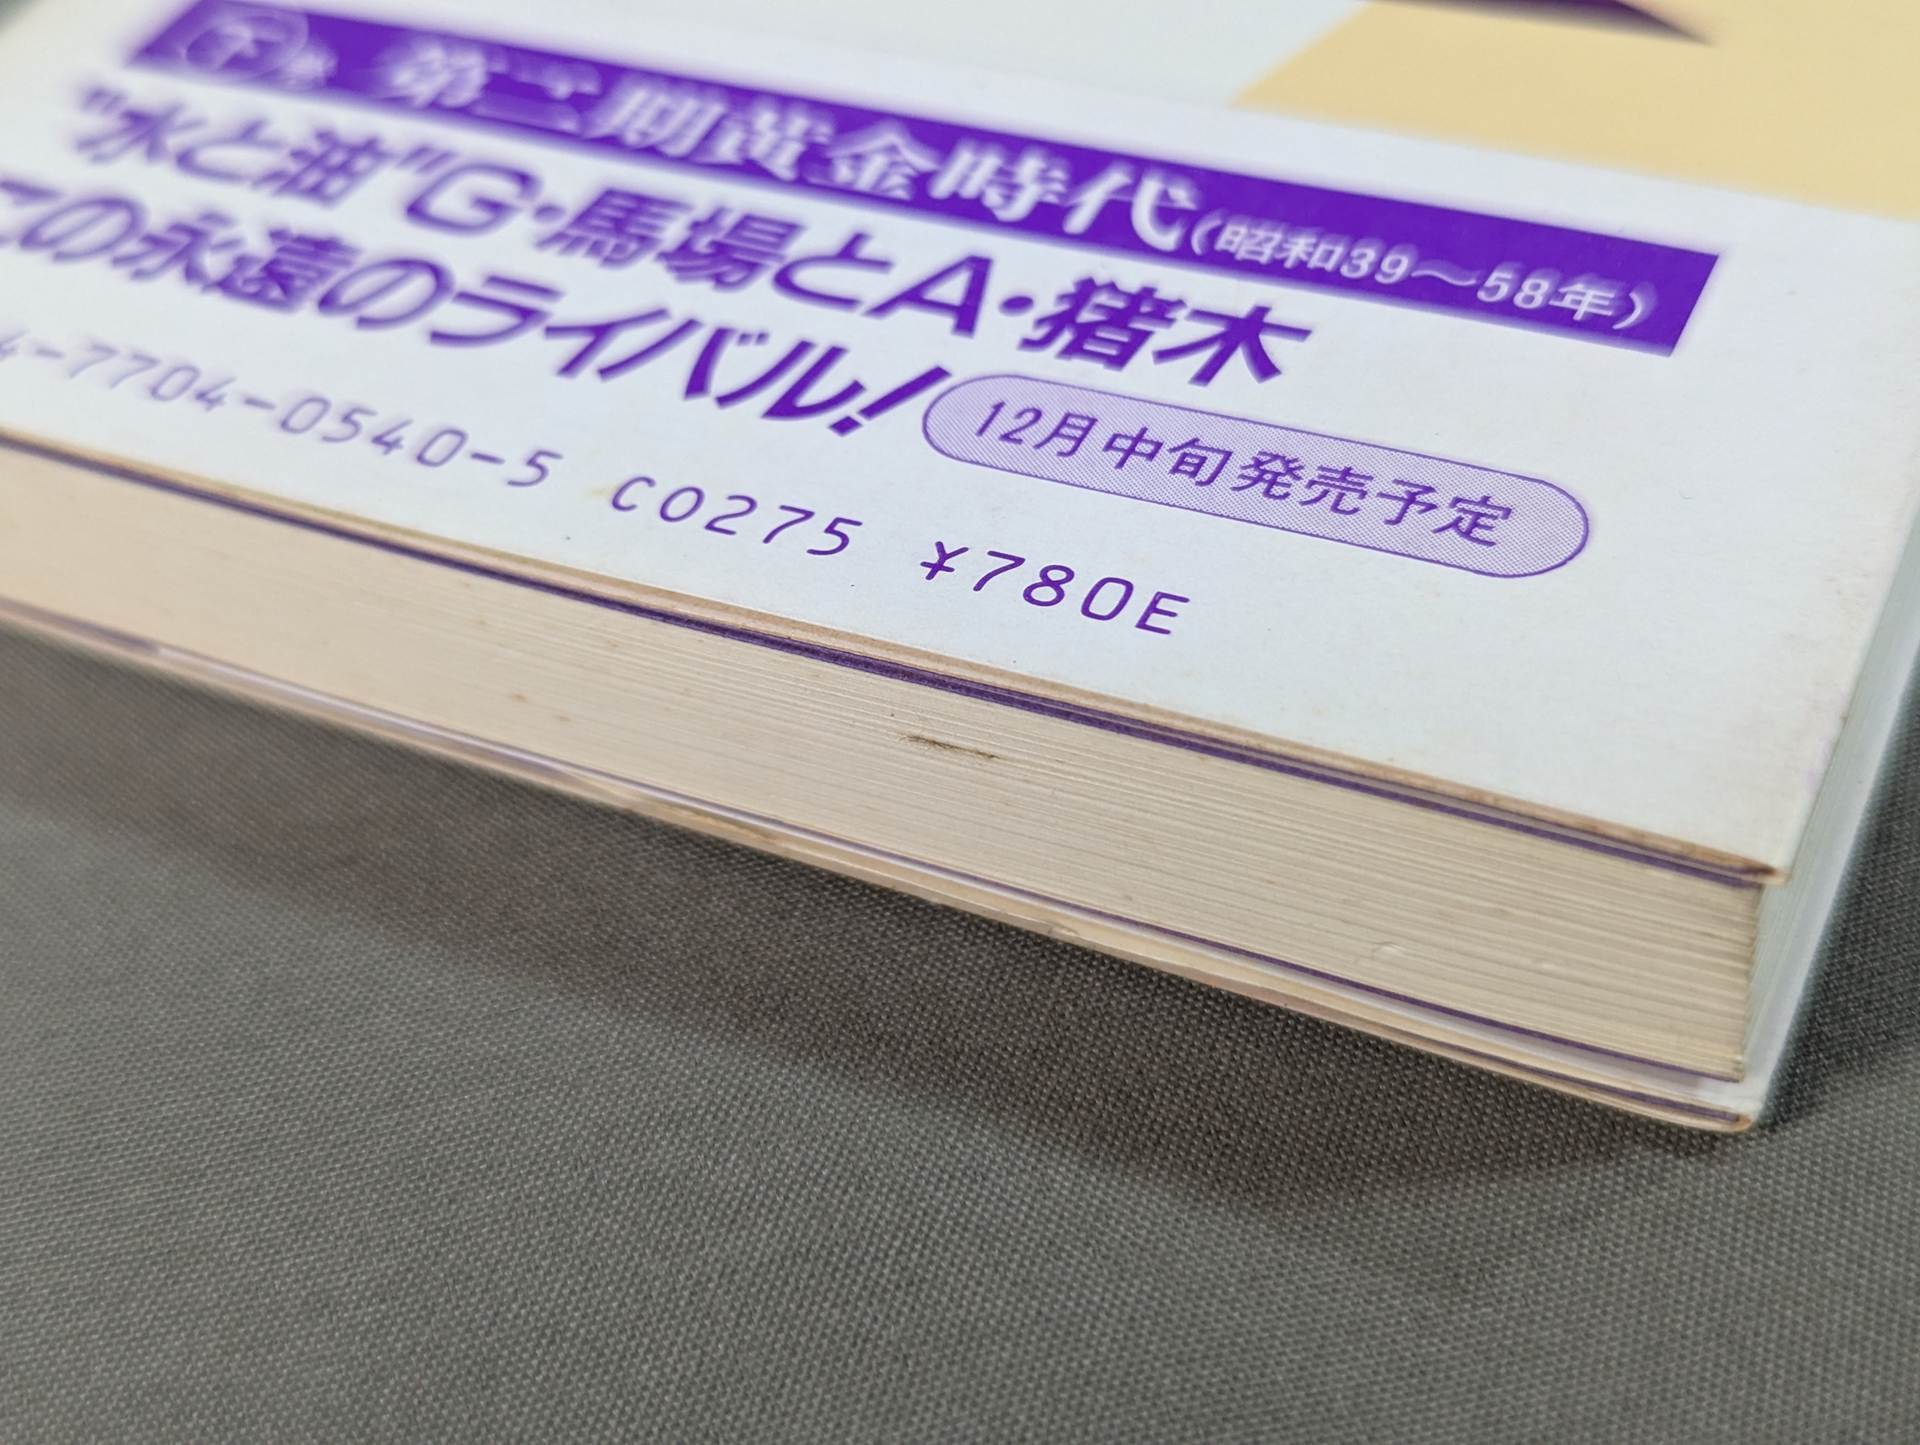 下巻 第二期黄金時代(昭和39〜58年)
"水と油"G・馬場とA・猪木
この永遠のライバル!
12月中旬発売予定
4-7704-0540-5 C0275 ¥780E